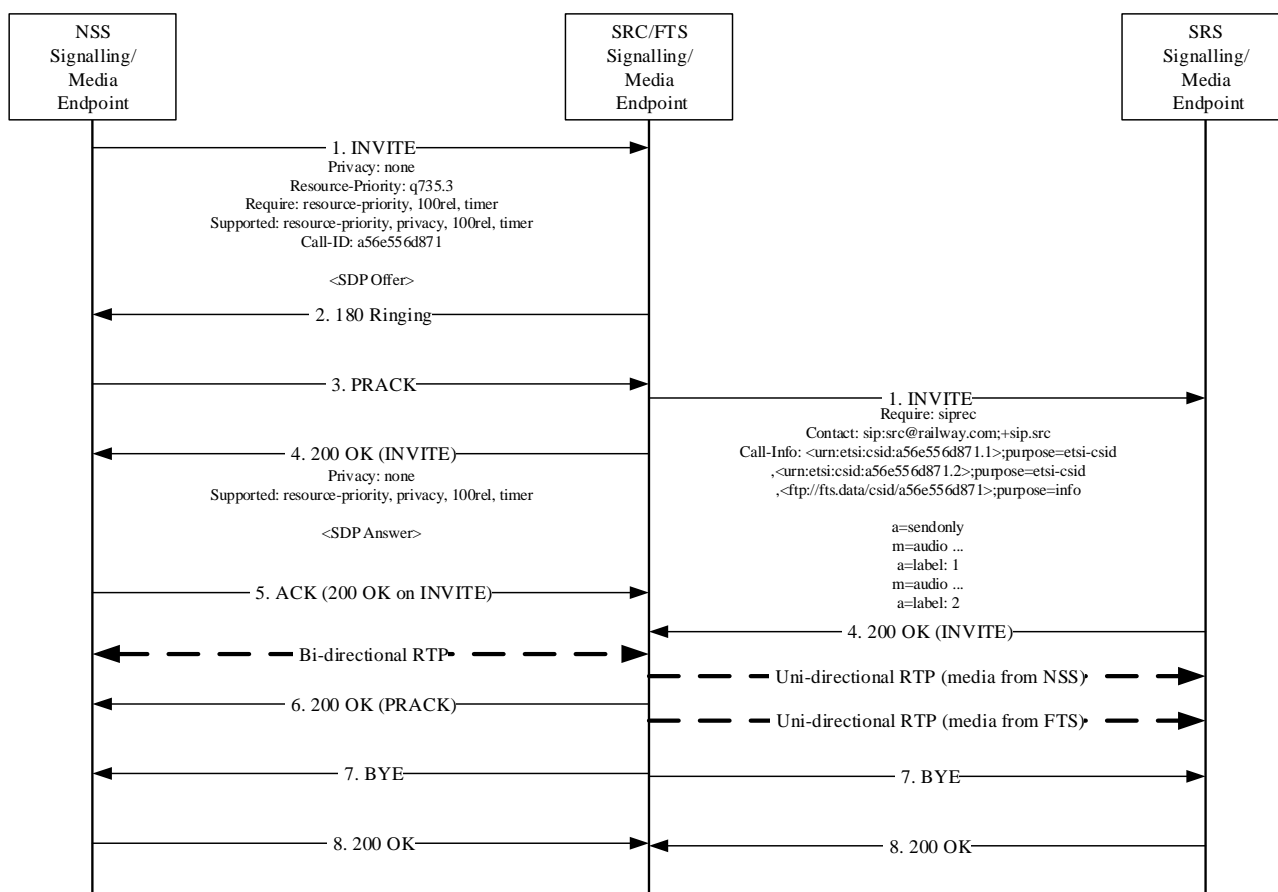 NSS
Signalling/
Media
Endpoint
SRC/FTS
Signalling/
Media
Endpoint
SRS
Signalling/
Media
Endpoint
1. INVITE
Privacy: none
Resource-Priority: q735.3
Require: resource-priority, 100rel, timer
Supported: resource-priority, privacy, 100rel, timer
Call-ID: a56e556d871
<SDP Offer>
2. 180 Ringing
3. PRACK
1. INVITE
Require: siprec
Contact: sip:src@railway.com;+sip.src
Call-Info: <urn:etsi:csid:a56e556d871.1>;purpose=etsi-csid
,<urn:etsi:csid:a56e556d871.2>;purpose=etsi-csid
,<ftp://fts.data/csid/a56e556d871>;purpose=info
a=sendonly
m=audio ...
a=label: 1
m=audio ...
a=label: 2
4. 200 OK (INVITE)
Privacy: none
Supported: resource-priority, privacy, 100rel, timer
<SDP Answer>
5. ACK (200 OK on INVITE)
4. 200 OK (INVITE)
Bi-directional RTP
Uni-directional RTP (media from NSS)
6. 200 OK (PRACK)
Uni-directional RTP (media from FTS)
7. BYE
7. BYE
8. 200 OK
8. 200 OK